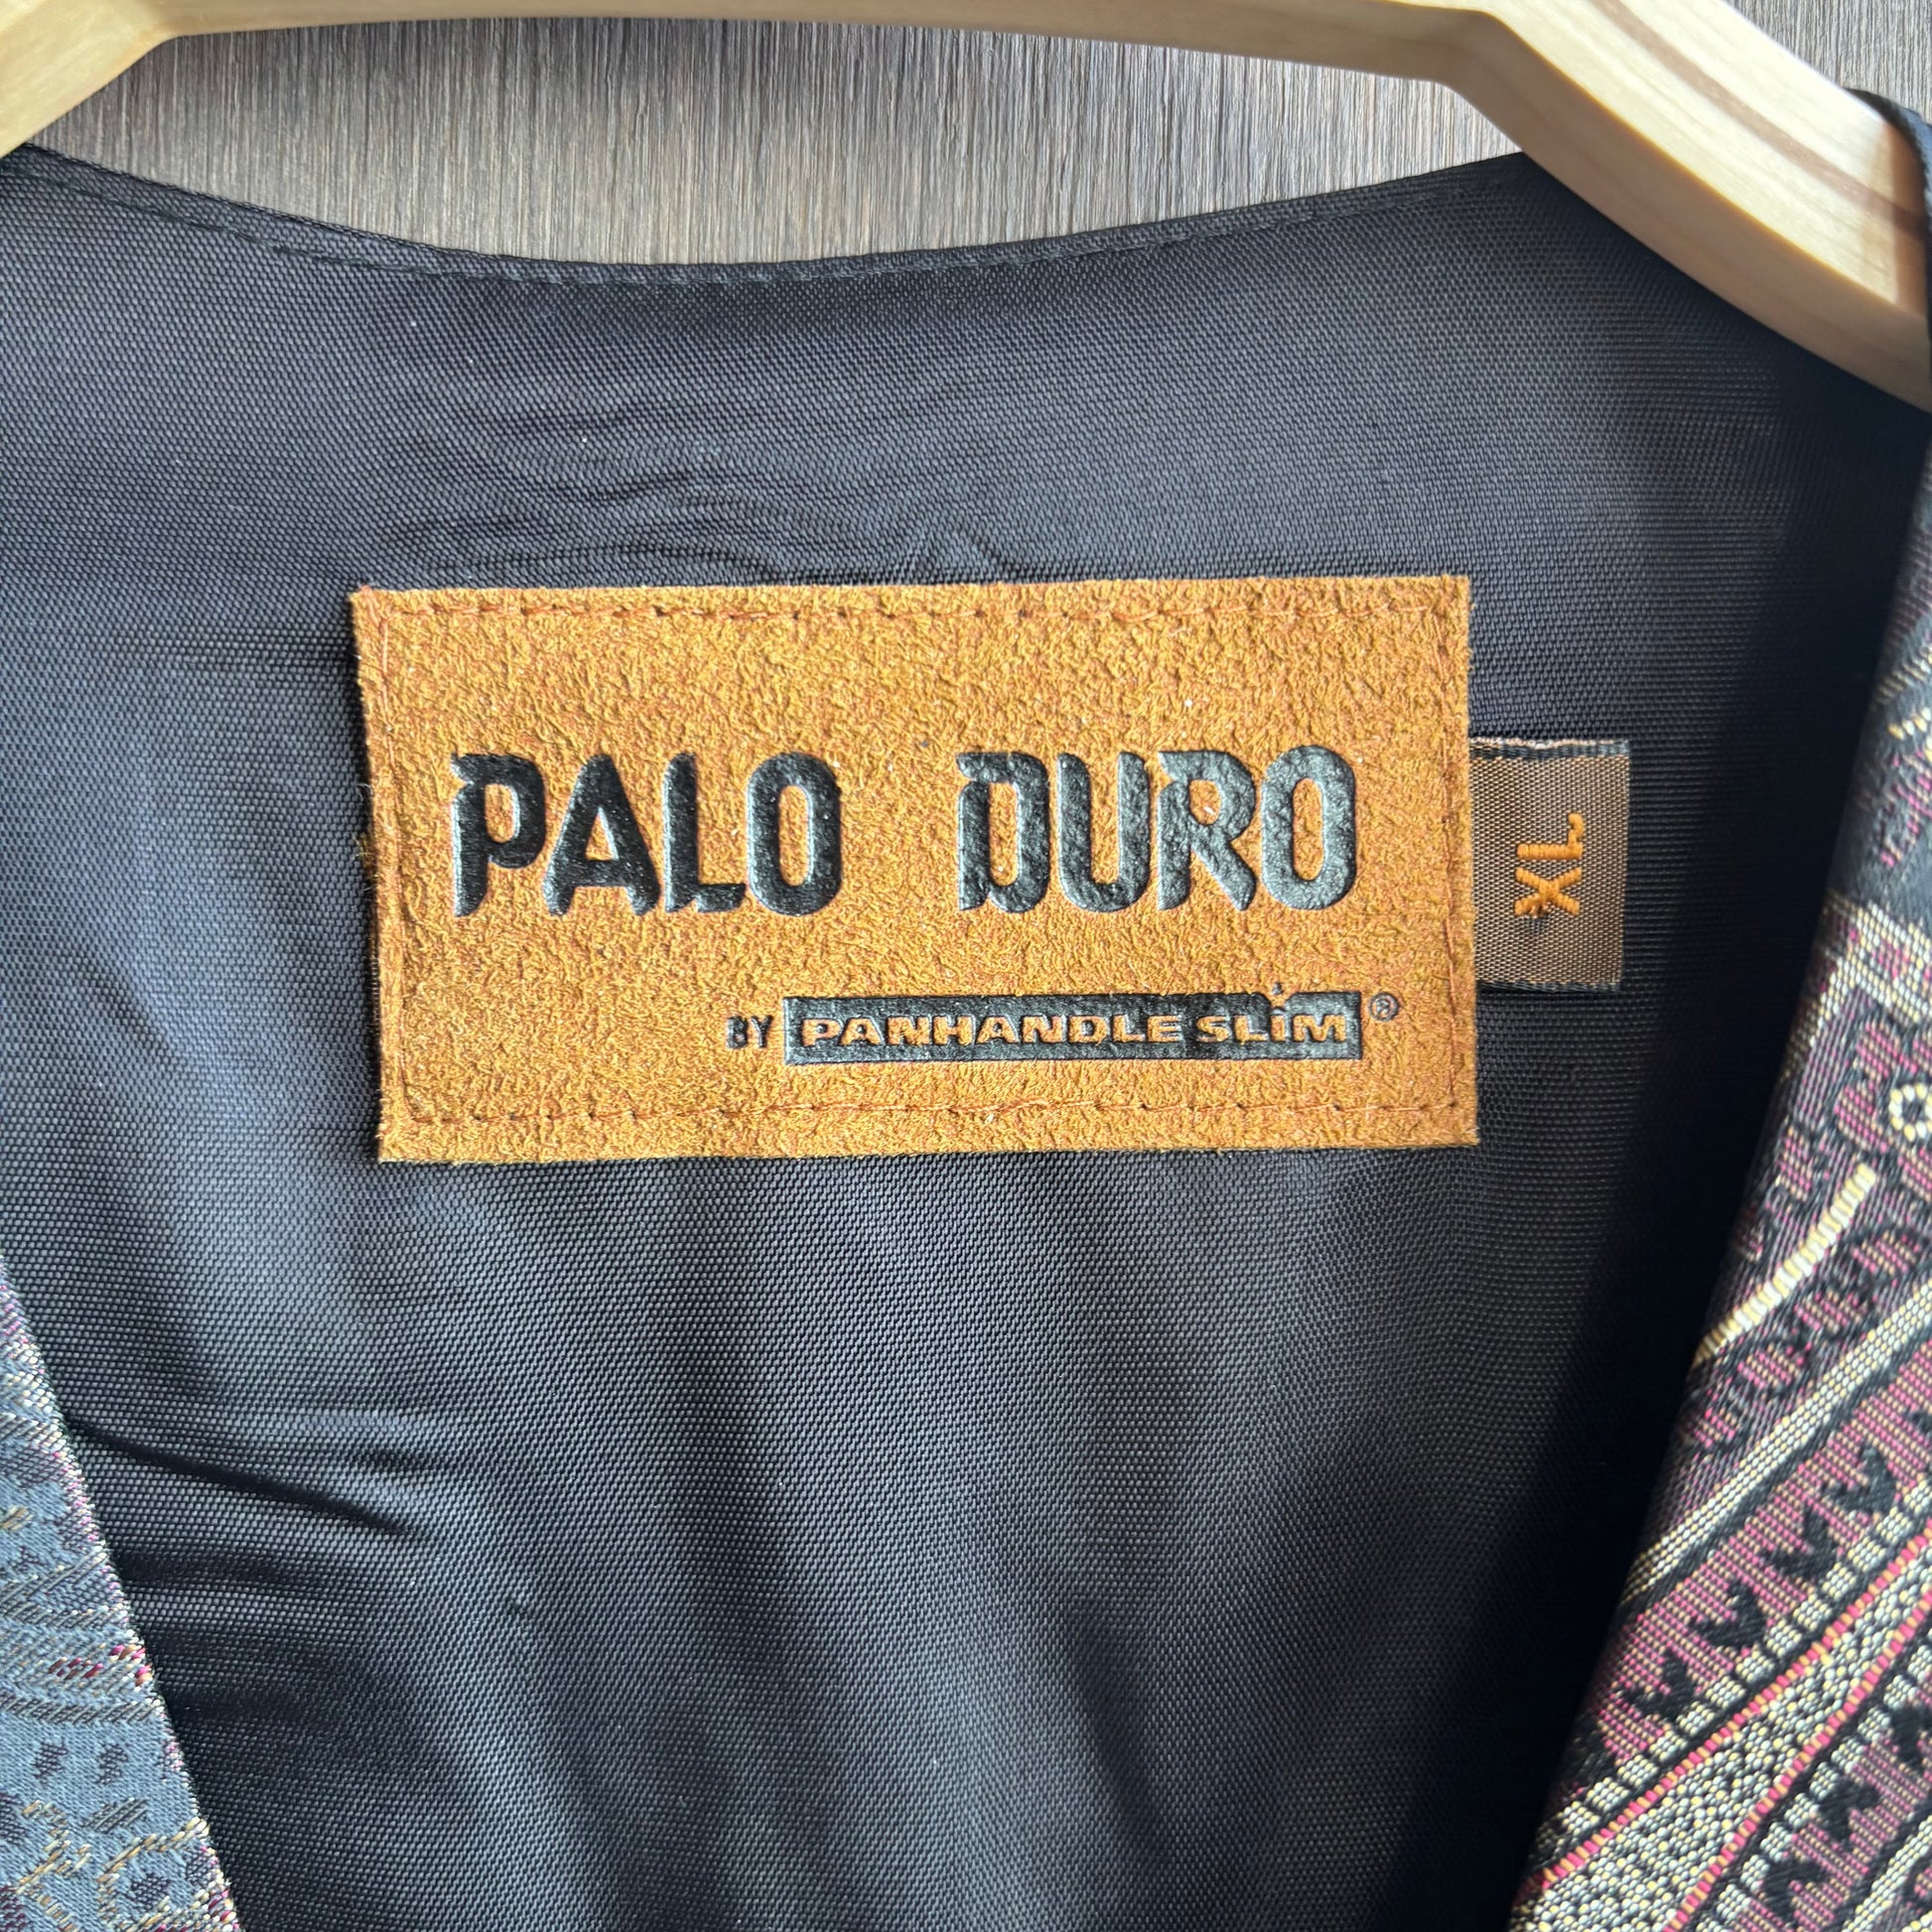 PALO DURO
BY PANHANDLE SLIM®
XL